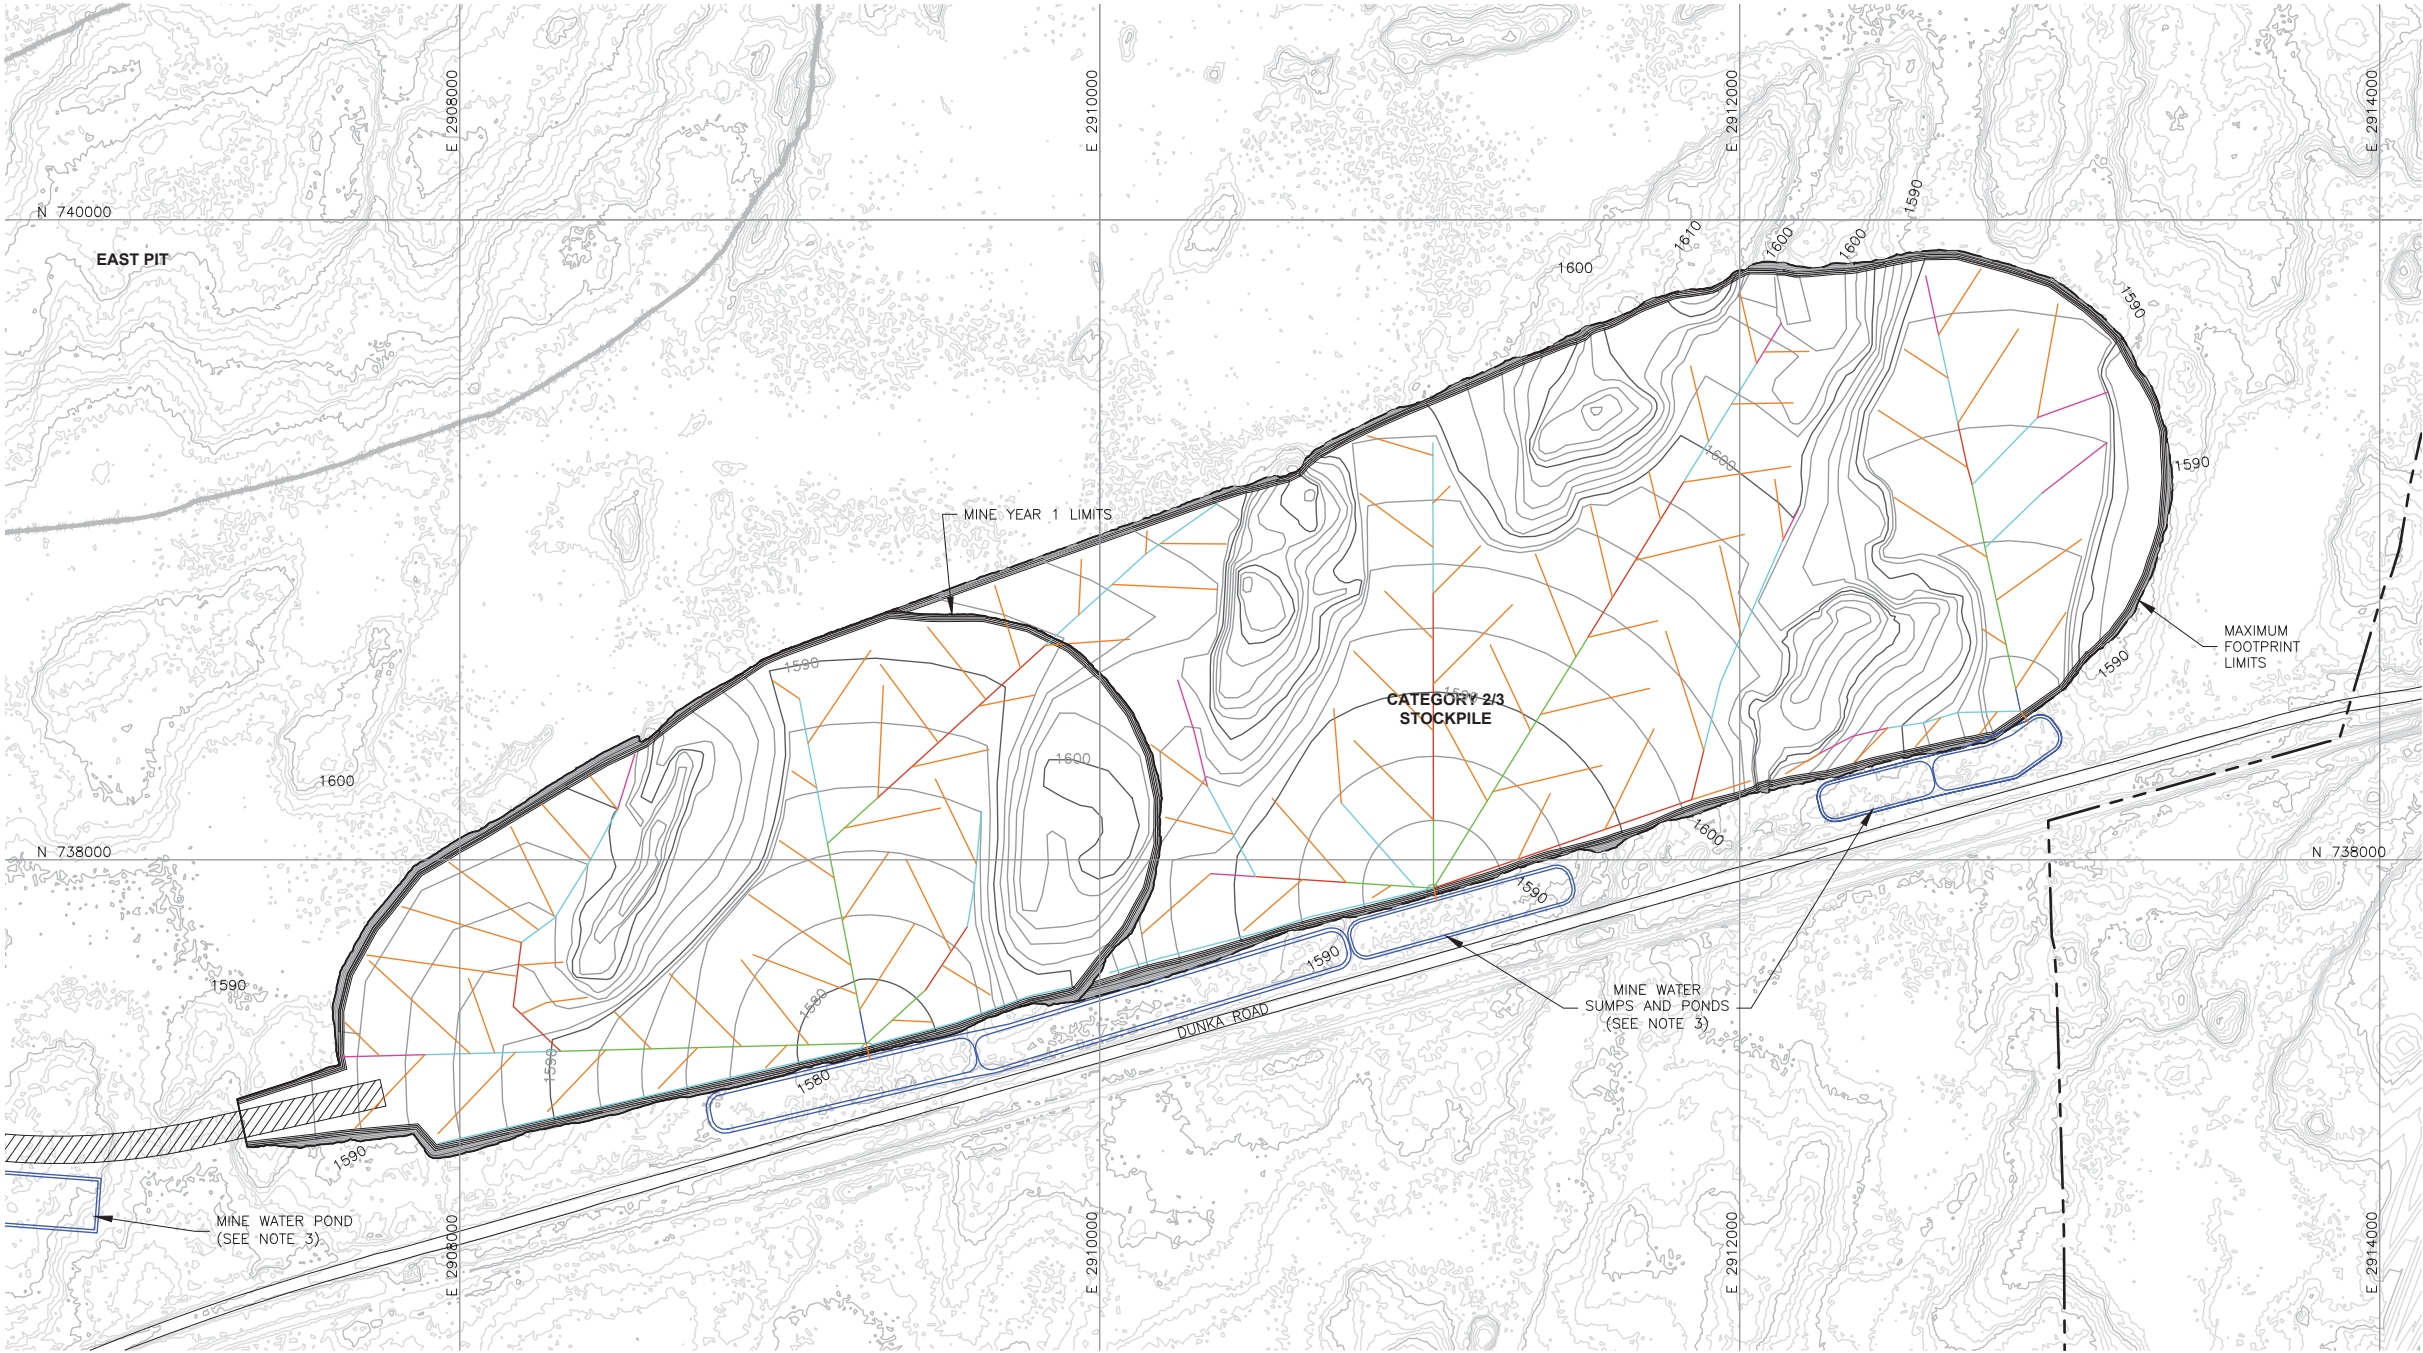 E 2908000
E 2910000
E 2912000
E 2914000
N 740000
EAST PIT
1590
1610
1600
1600
1600
1590
1590
1600
MINE YEAR 1 LIMITS
MAXIMUM
FOOTPRINT
LIMITS
1590
1590
1590
CATEGORY 2/3
STOCKPILE
1600
1600
1600
N 738000
N 738000
1590
1590
1590
1580
1590
1580
1590
MINE WATER
SUMPS AND PONDS
(SEE NOTE 3)
DUNKA ROAD
MINE WATER POND
(SEE NOTE 3)
E 2908000
E 2910000
E 2912000
E 2914000